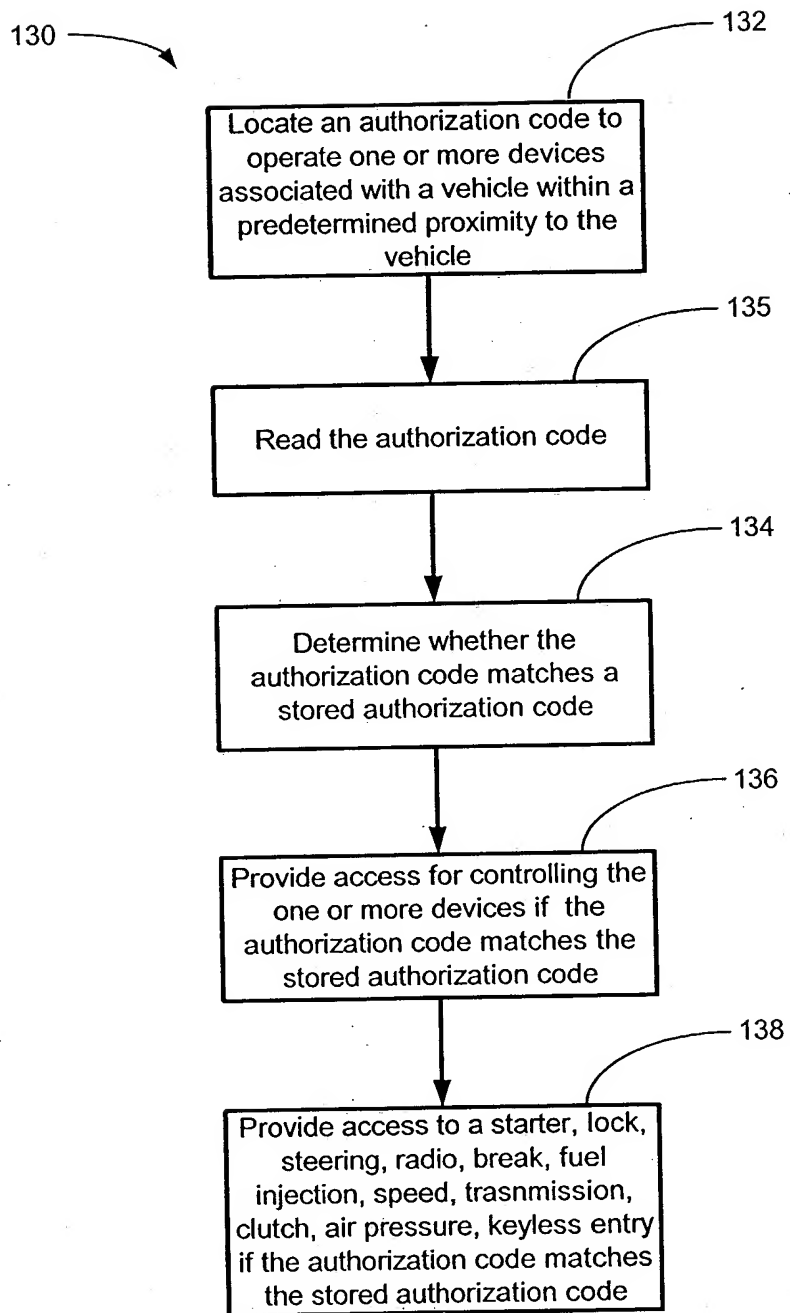 130
132
Locate an authorization code to
operate one or more devices
associated with a vehicle within a
predetermined proximity to the
vehicle
135
Read the authorization code
134
Determine whether the
authorization code matches a
stored authorization code
136
Provide access for controlling the
one or more devices if the
authorization code matches the
stored authorization code
138
Provide access to a starter, lock,
steering, radio, break, fuel
injection, speed, trasnmission,
clutch, air pressure, keyless entry
if the authorization code matches
the stored authorization code